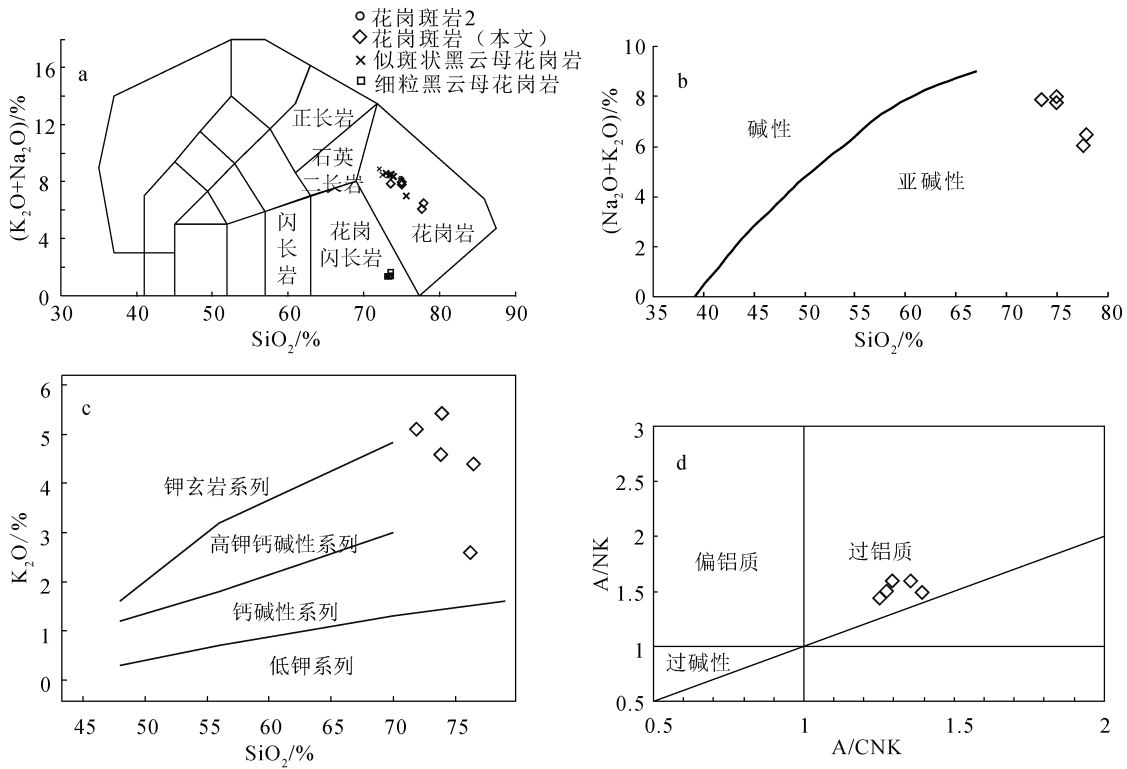 花岗斑岩2
花岗斑岩（本文）
似斑状黑云母花岗岩
细粒黑云母花岗岩
a
(K2O+Na2O)/%
16
12
8
4
0
30
40
50
60
70
80
90
SiO2/%
正长岩
石英
二长岩
闪
长
岩
花岗
闪长岩
花岗岩
b
(Na2O+K2O)/%
10
8
6
4
2
0
35
40
45
50
55
60
65
70
75
80
SiO2/%
碱性
亚碱性
c
K2O/%
6
5
4
3
2
1
0
45
50
55
60
65
70
75
SiO2/%
钾玄岩系列
高钾钙碱性系列
钙碱性系列
低钾系列
d
A/NK
3
2.5
2
1.5
1
0.5
0.5
1
1.5
2
A/CNK
偏铝质
过铝质
过碱性